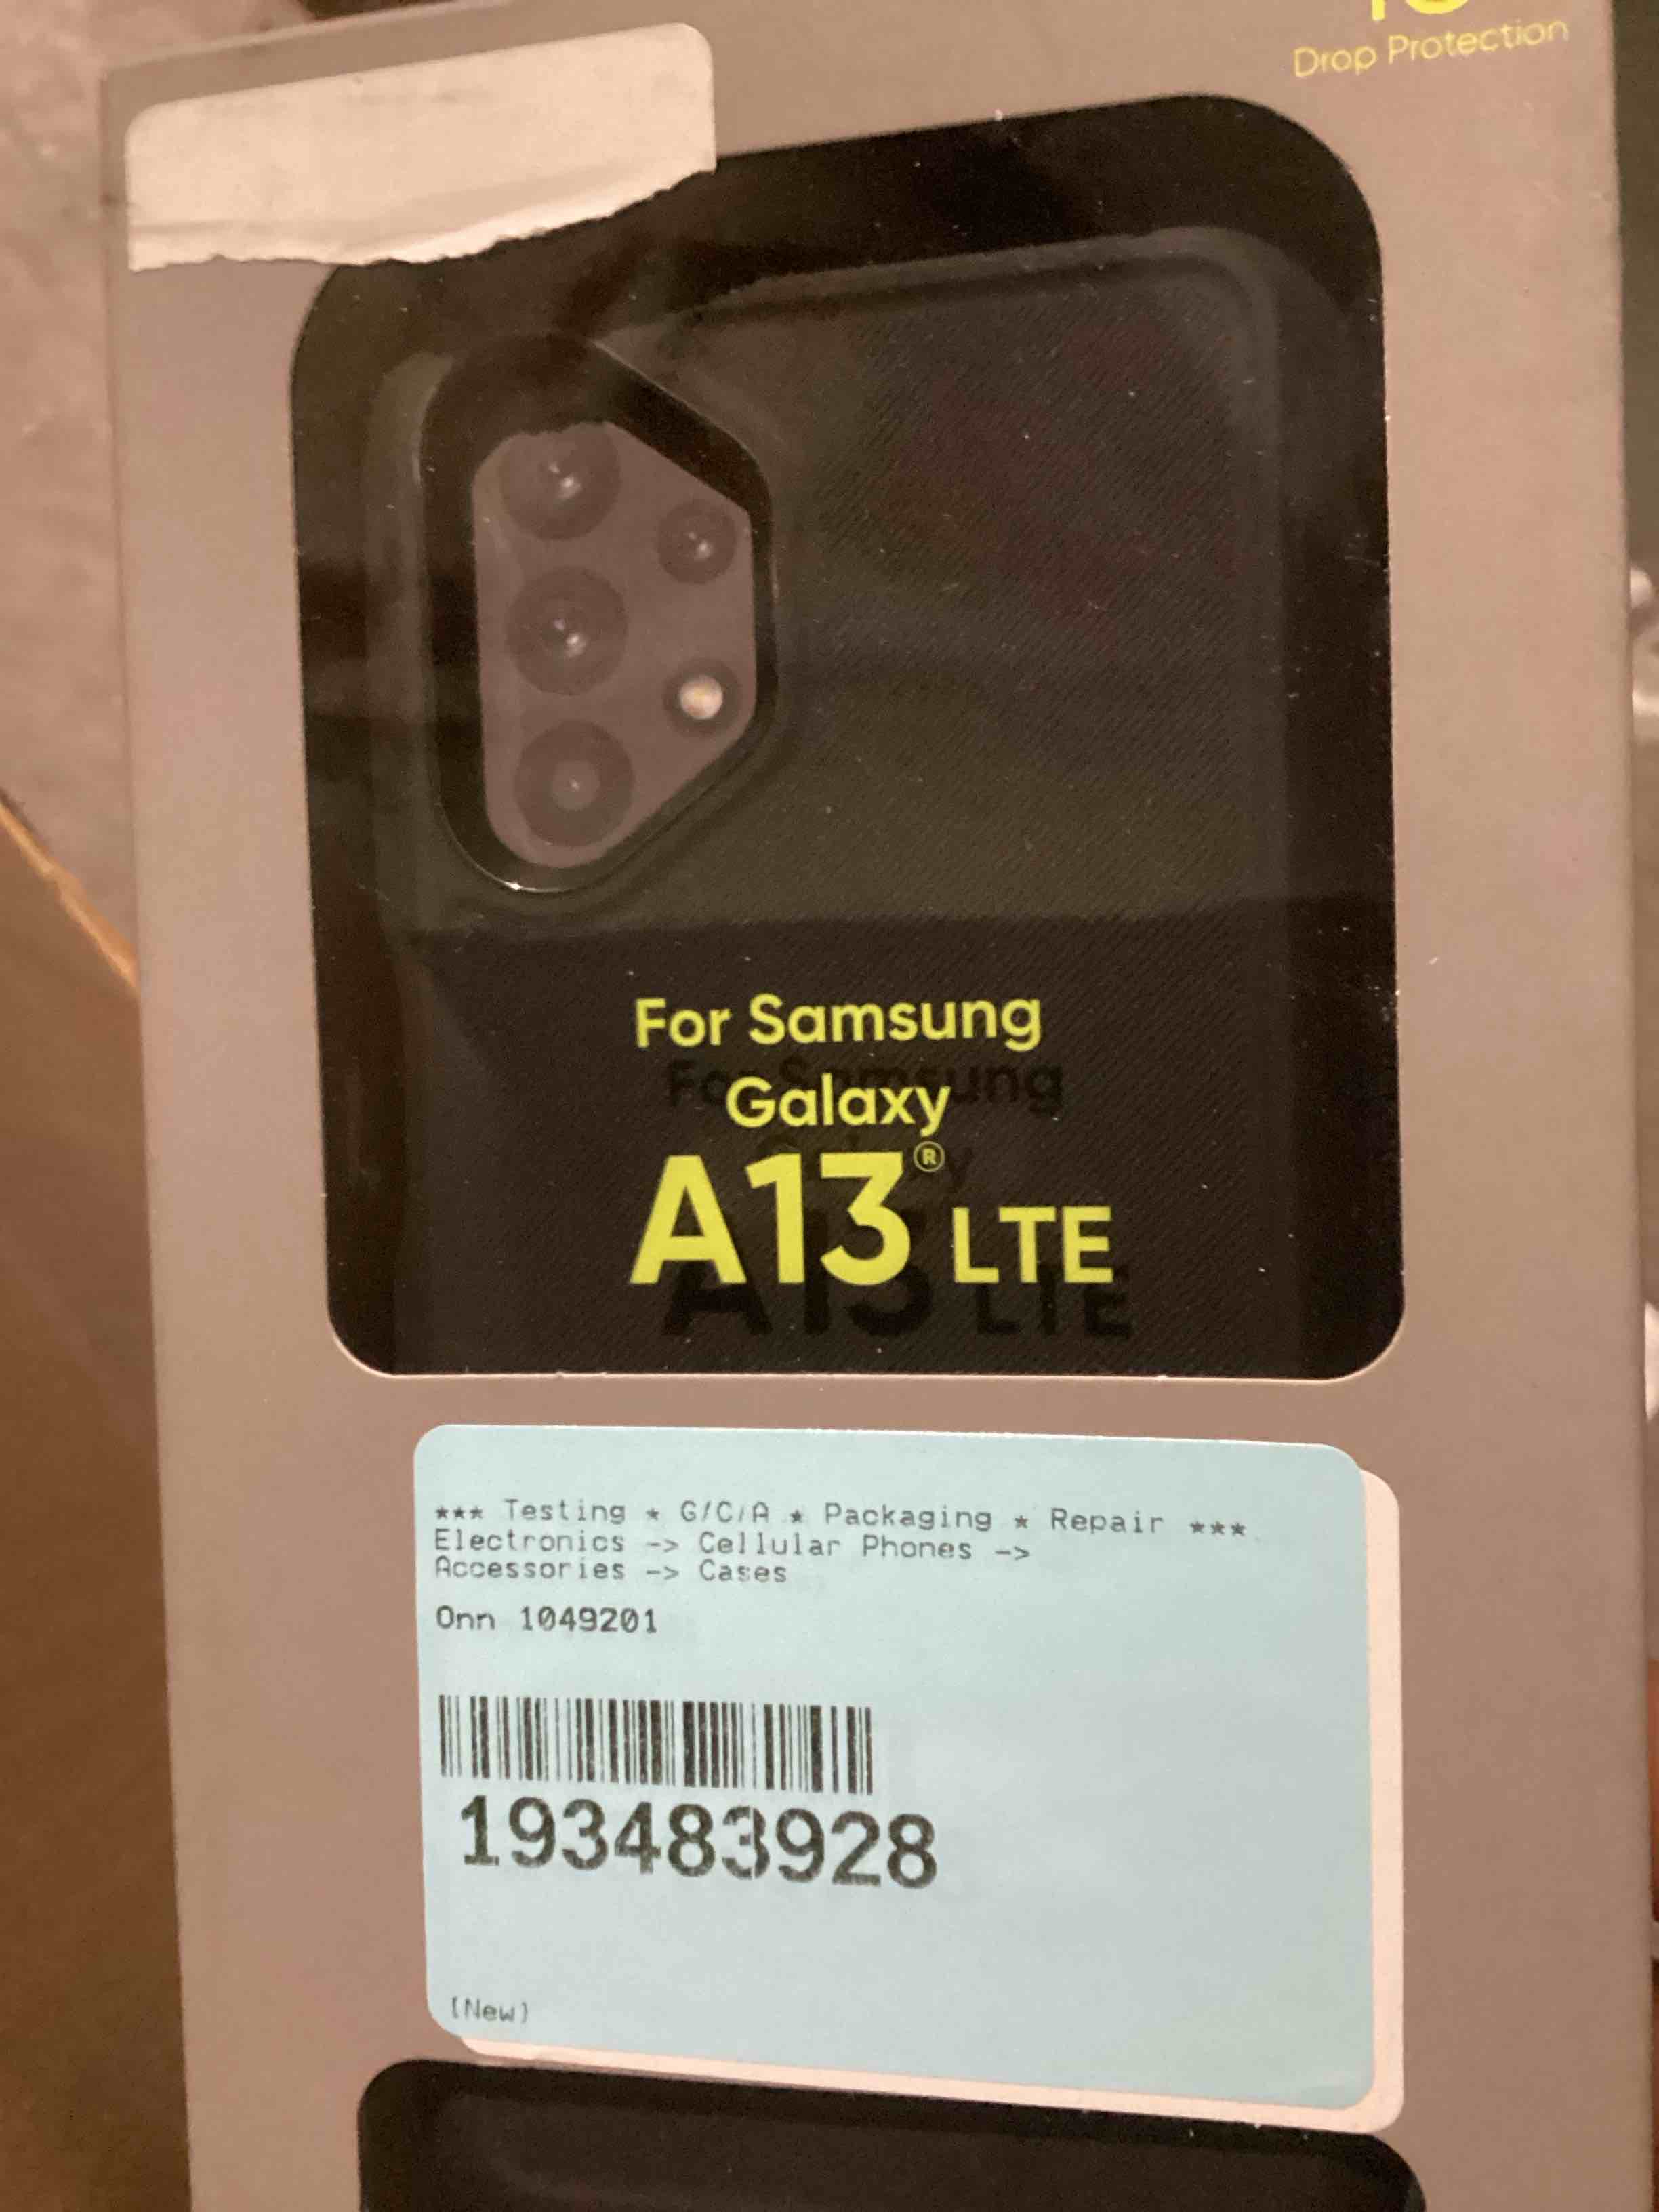 Drop Protection
For Samsung
Galaxy
A13® LTE
*** Testing * G/C/A * Packaging * Repair ***
Electronics -> Cellular Phones ->
Accessories -> Cases
Onn 1049201
193483928
(New)